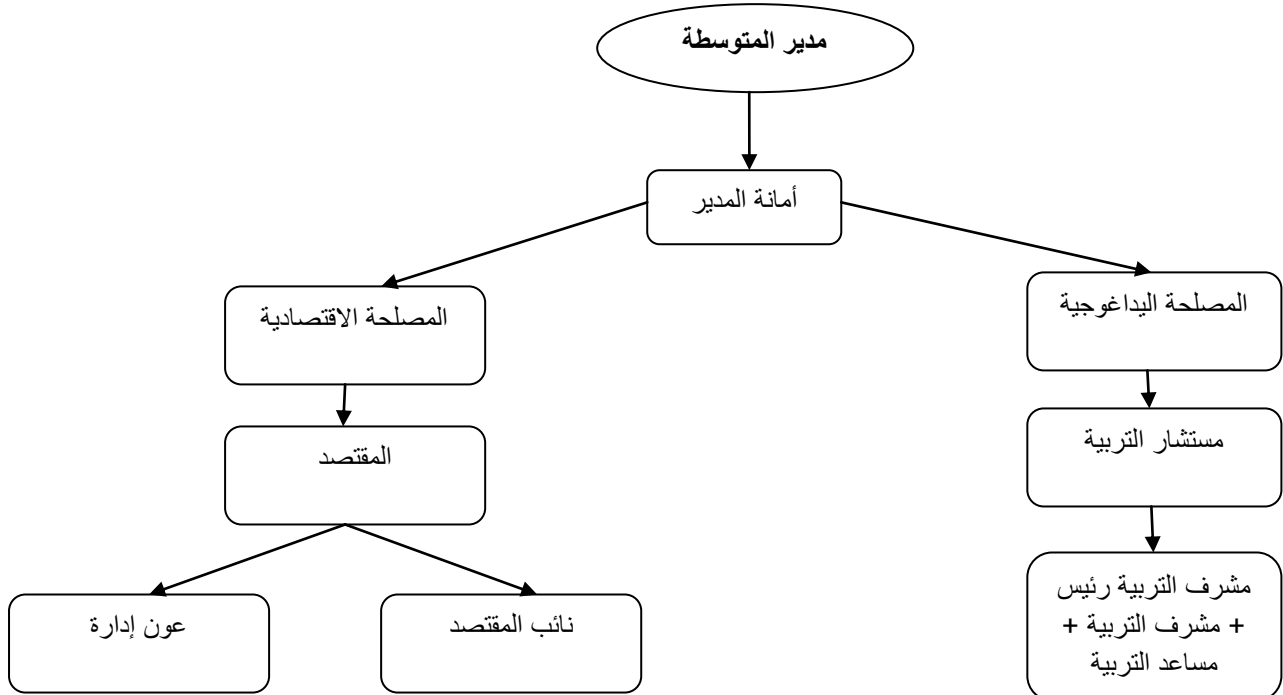 مدير المتوسطة
أمانة المدير
المصلحة اليداغوجية
المصلحة الاقتصادية
مستشار التربية
المقتصد
مشرف التربية رئيس
+ مشرف التربية +
مساعد التربية
نائب المقتصد
عون إدارة